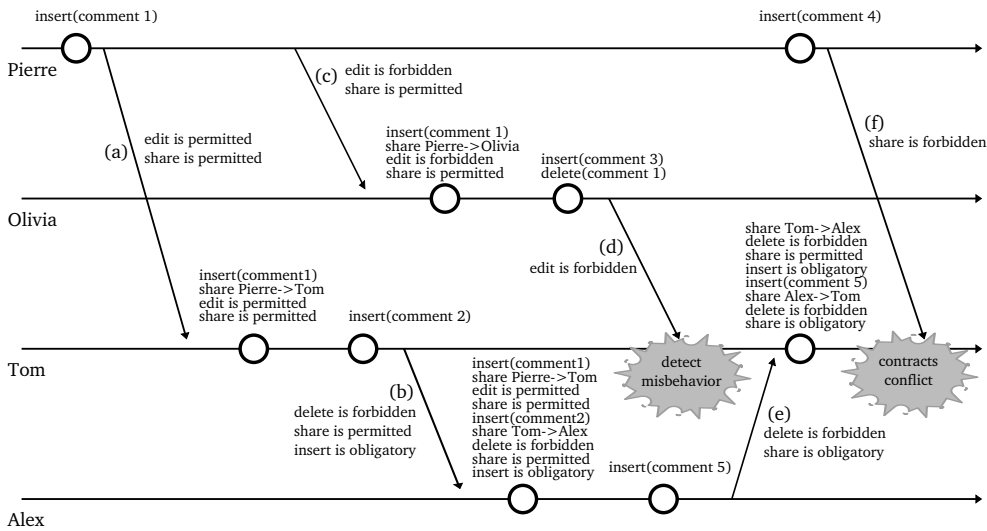 insert(comment 1)
insert(comment 4)
Pierre
(c)
edit is forbidden
share is permitted
(a)
edit is permitted
share is permitted
(f)
share is forbidden
insert(comment 1)
share Pierre->Olivia
edit is forbidden
share is permitted
insert(comment 3)
delete(comment 1)
Olivia
(d)
edit is forbidden
share Tom->Alex
delete is forbidden
share is permitted
insert is obligatory
insert(comment 5)
share Alex->Tom
delete is forbidden
share is obligatory
insert(comment1)
share Pierre->Tom
edit is permitted
share is permitted
insert(comment 2)
Tom
detect
misbehavior
contracts
conflict
(b)
delete is forbidden
share is permitted
insert is obligatory
insert(comment1)
share Pierre->Tom
edit is permitted
share is permitted
insert(comment2)
share Tom->Alex
delete is forbidden
share is permitted
insert is obligatory
insert(comment 5)
(e)
delete is forbidden
share is obligatory
Alex